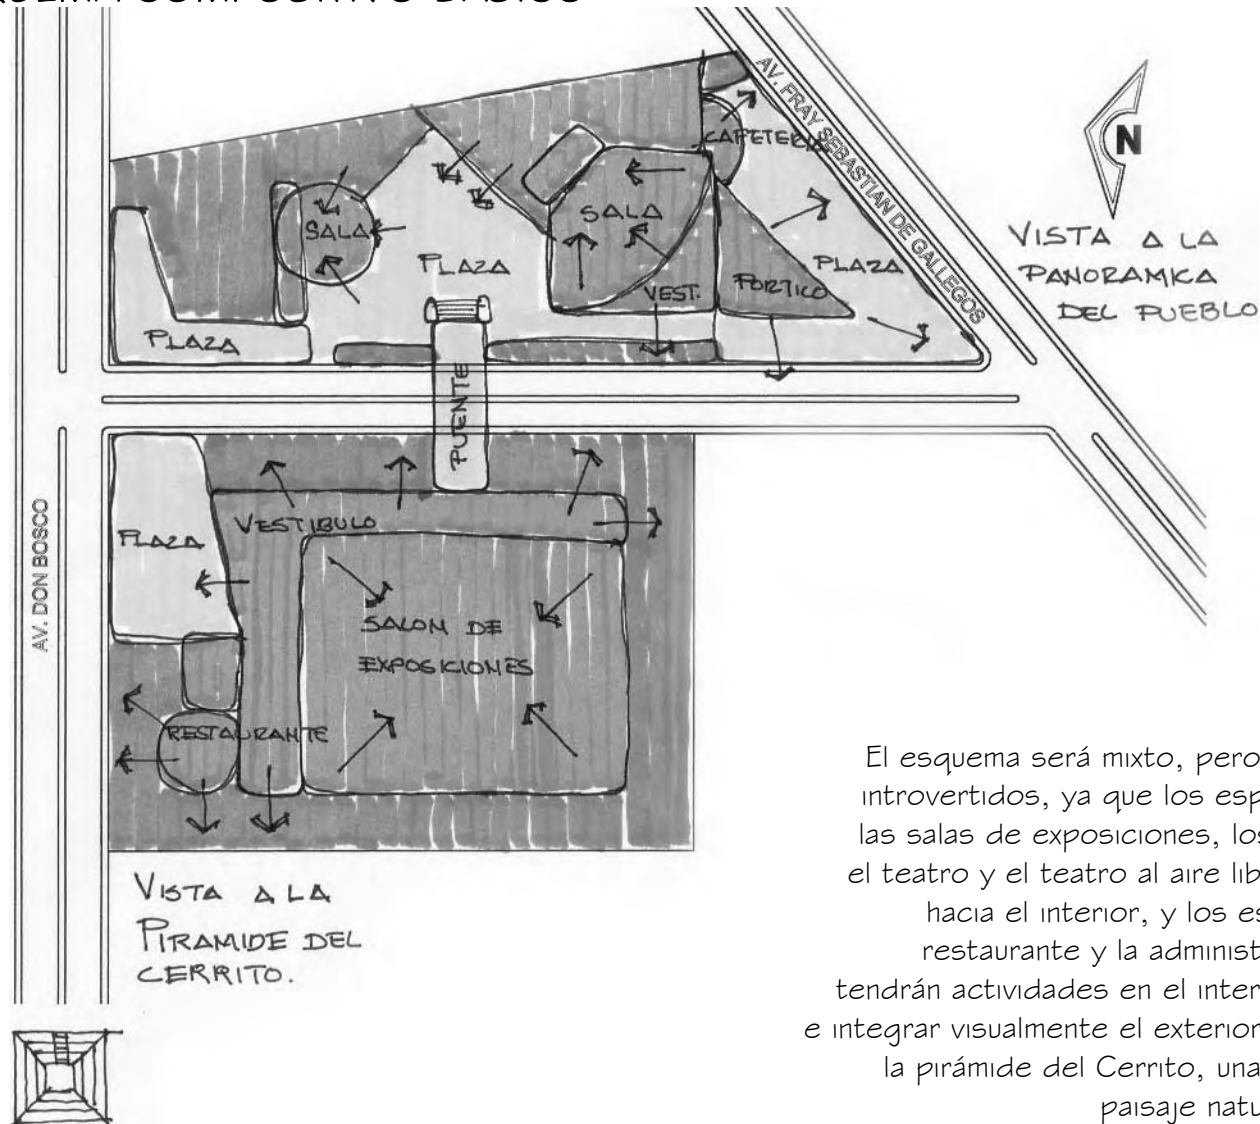 AV. FRAY SEBASTIAN DE GALLEGOS
N
CAFETERIA
SALA
SALA
PLAZA
VEST.
PORTICO
PLAZA
PLAZA
VISTA A LA
PANORAMICA
DEL PUEBLO
PUENTE
AV. DON BOSCO
PLAZA
VESTIBULO
SALON DE
EXPOSICIONES
RESTAURANTE
VISTA A LA
PIRAMIDE DEL
CERRITO.
El esquema será mixto, pero
introvertidos, ya que los esp
las salas de exposiciones, los
el teatro y el teatro al aire lib
hacia el interior, y los es
restaurante y la administ
tendrán actividades en el inter
e integrar visualmente el exterior
la pirámide del Cerrito, una
paisaje natu